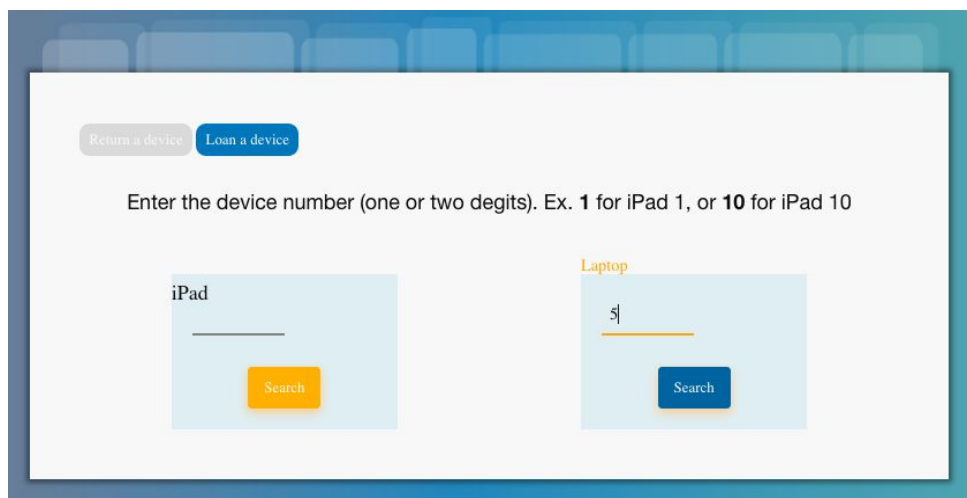 Return a device Loan a device
Enter the device number (one or two degits). Ex. 1 for iPad 1, or 10 for iPad 10
Laptop
iPad
5
Search Search